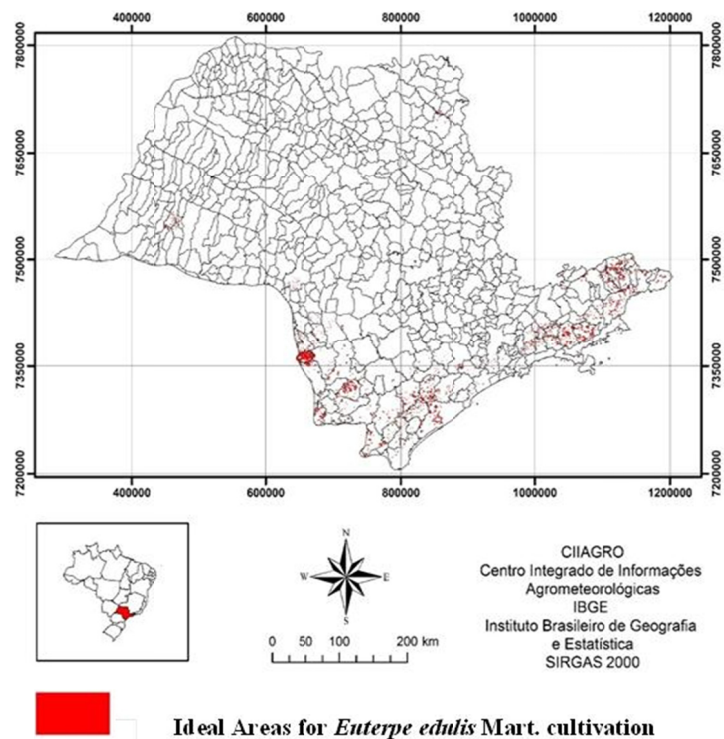 400000 600000 800000 1000000 1200000
7800000 7800000
7650000 7650000
7500000 7500000
7350000 7350000
7200000 7200000
400000 600000 800000 1000000 1200000
N
W E
S
0 50 100 200 km
CIIAGRO
Centro Integrado de Informações
Agrometeorológicas
IBGE
Instituto Brasileiro de Geografia
e Estatística
SIRGAS 2000
Ideal Areas for Euterpe edulis Mart. cultivation